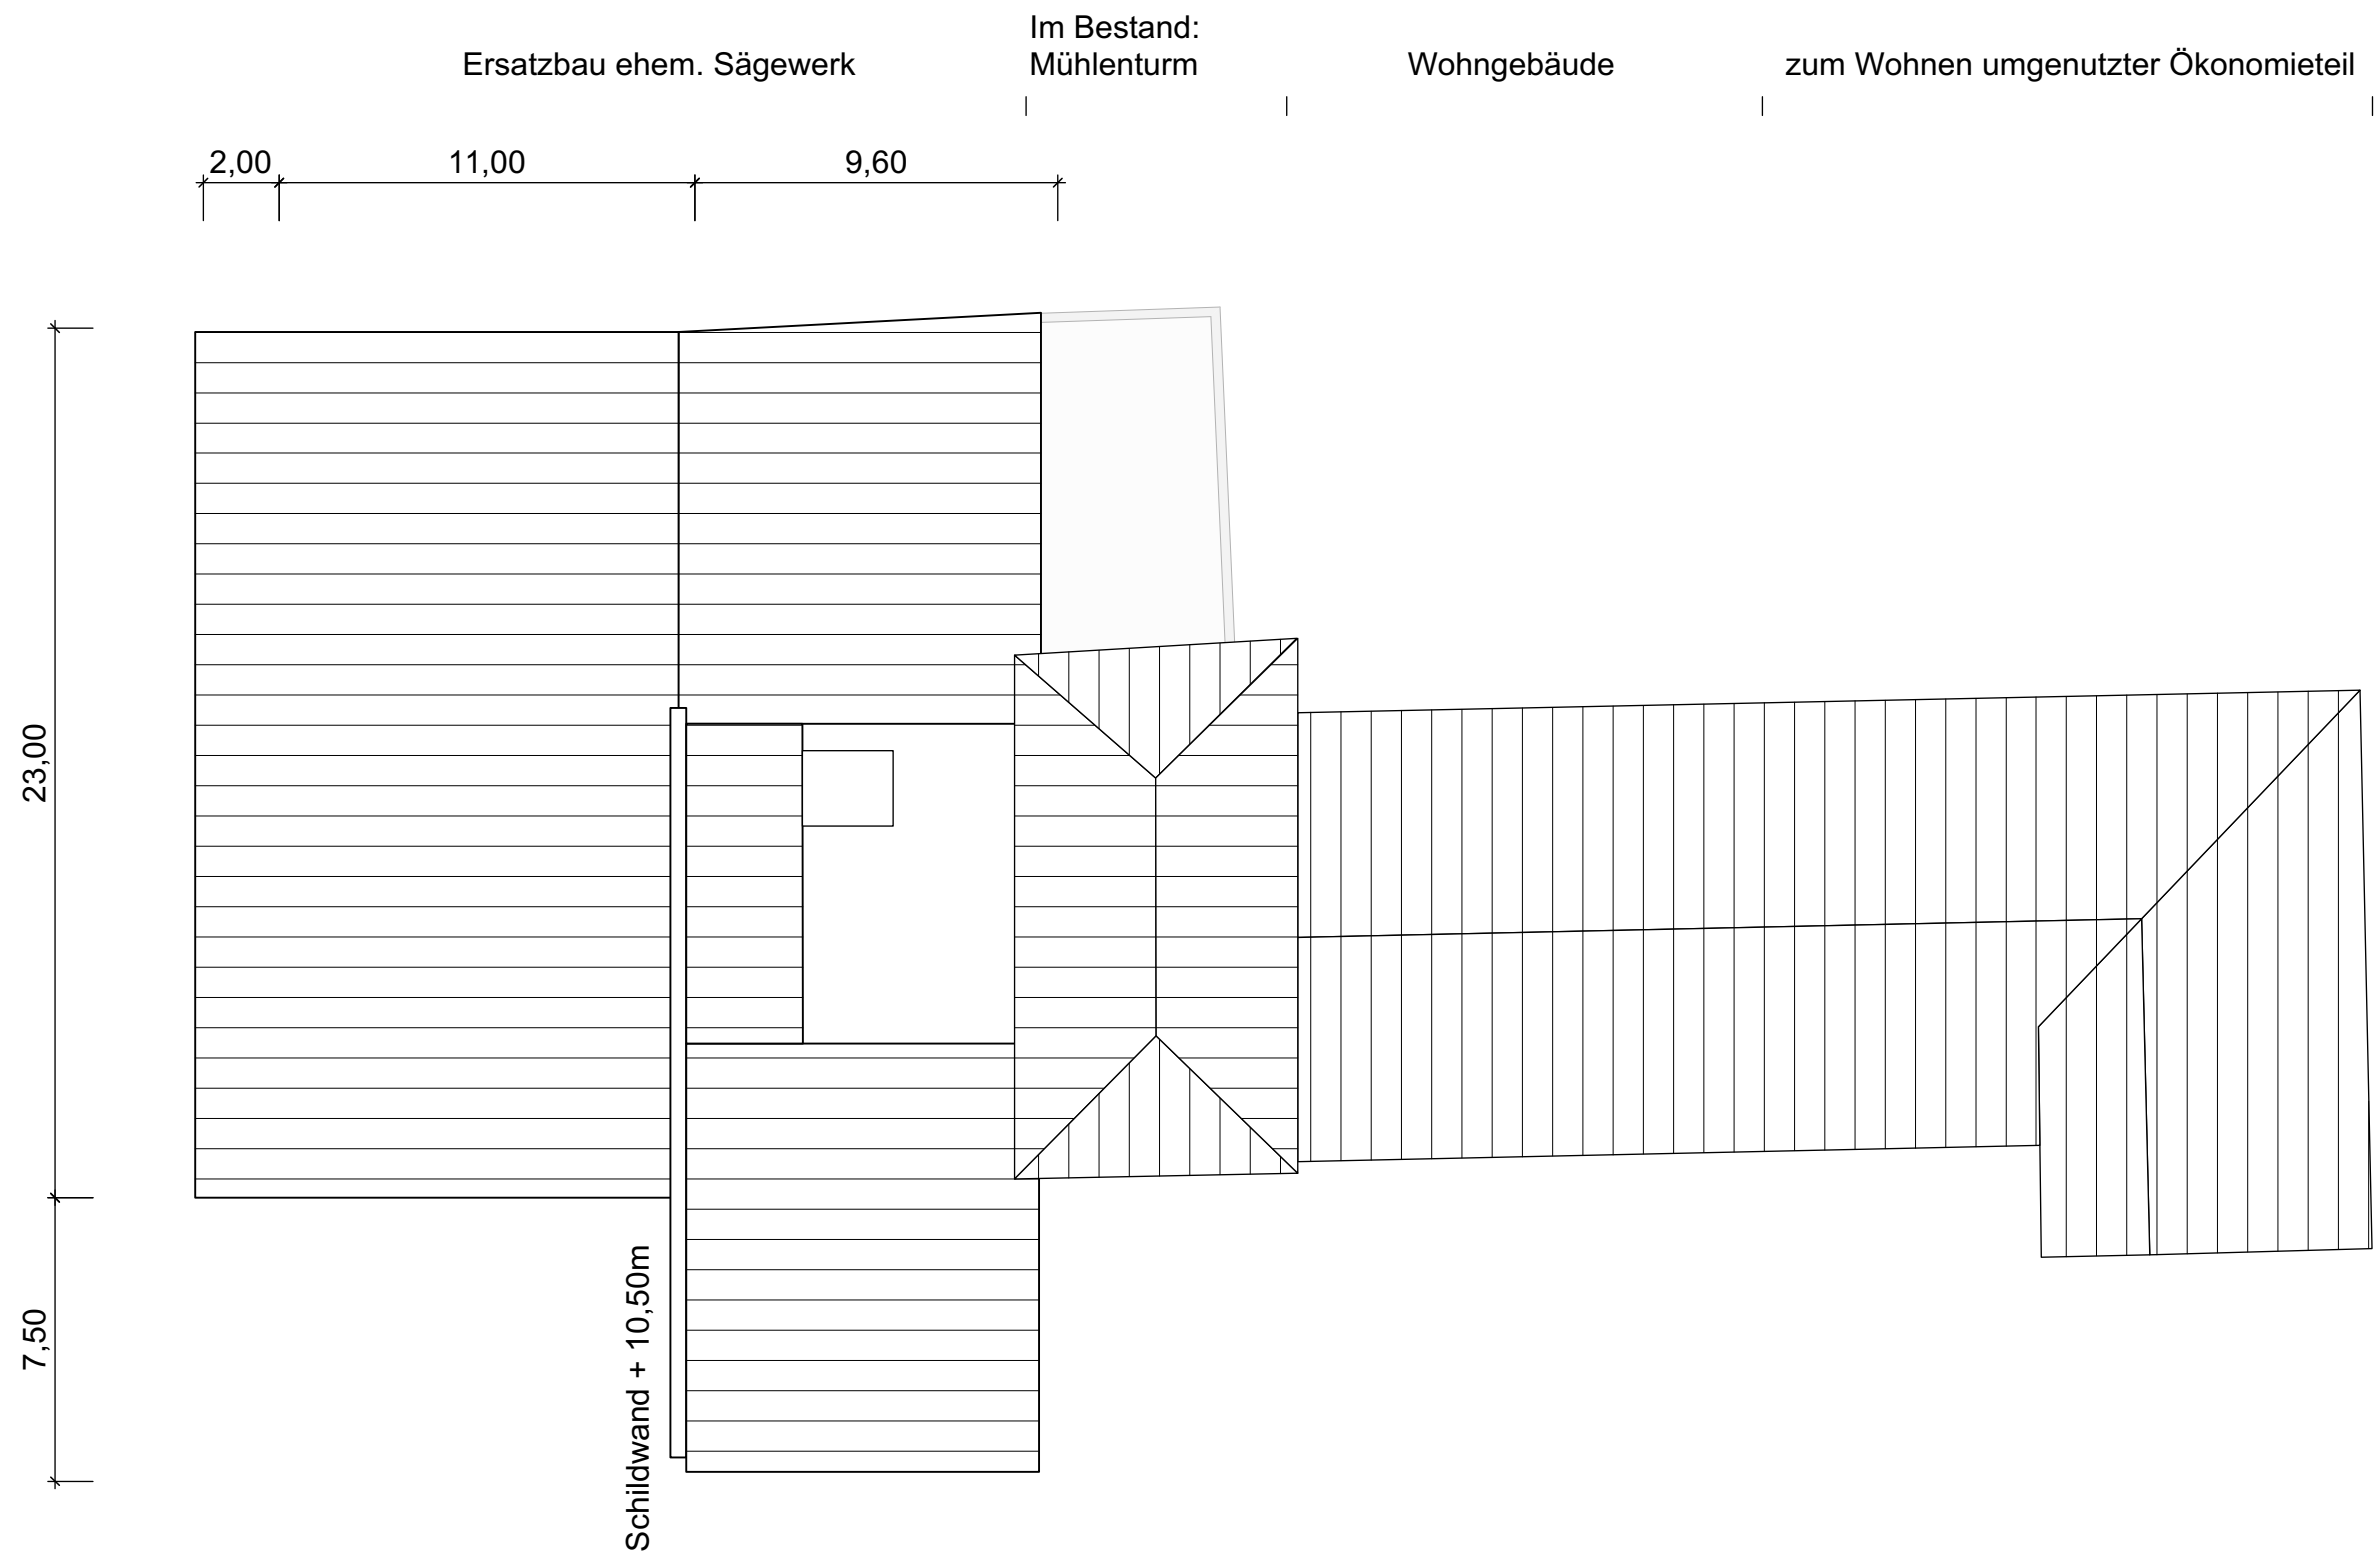 Im Bestand:
Ersatzbau ehem. Sägewerk
Mühlenturm
Wohngebäude
zum Wohnen umgenutzter Ökonomieteil
2,00
11,00
9,60
23,00
7,50
Schildwand + 10,50m